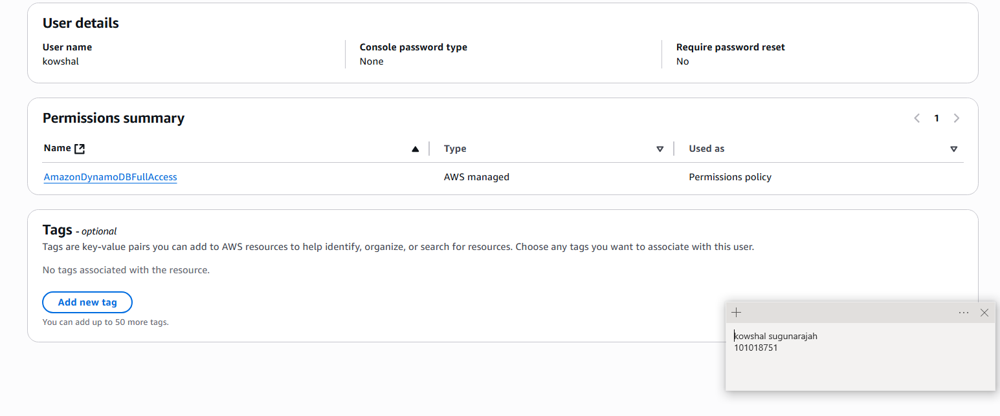 User details
User name
kowshal
Console password type
None
Require password reset
No
Permissions summary
1
Name
Type
Used as
AmazonDynamoDBFullAccess
AWS managed
Permissions policy
Tags - optional
Tags are key-value pairs you can add to AWS resources to help identify, organize, or search for resources. Choose any tags you want to associate with this user.
No tags associated with the resource.
Add new tag
You can add up to 50 more tags.
kowshal sugunarajah
101018751